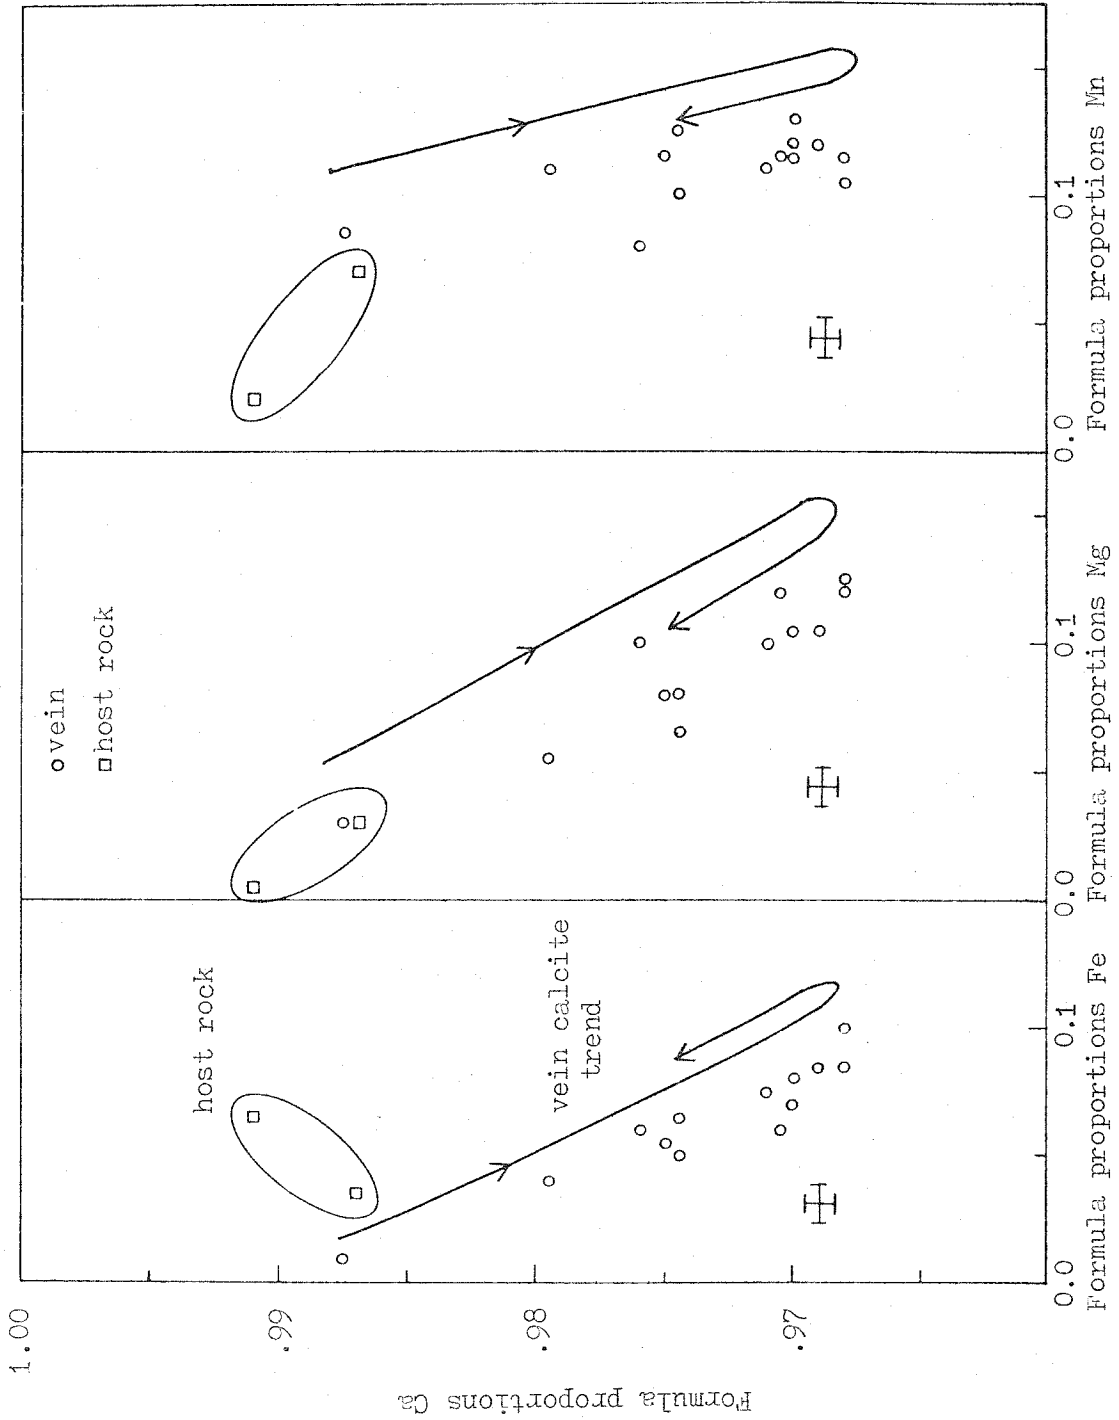 1.00
.99
.98
.97
Formula proportions Ca
host rock
vein calcite
trend
vein
host rock
0.0
0.1
Formula proportions Fe
0.0
0.1
Formula proportions Mg
0.0
0.1
Formula proportions Mn